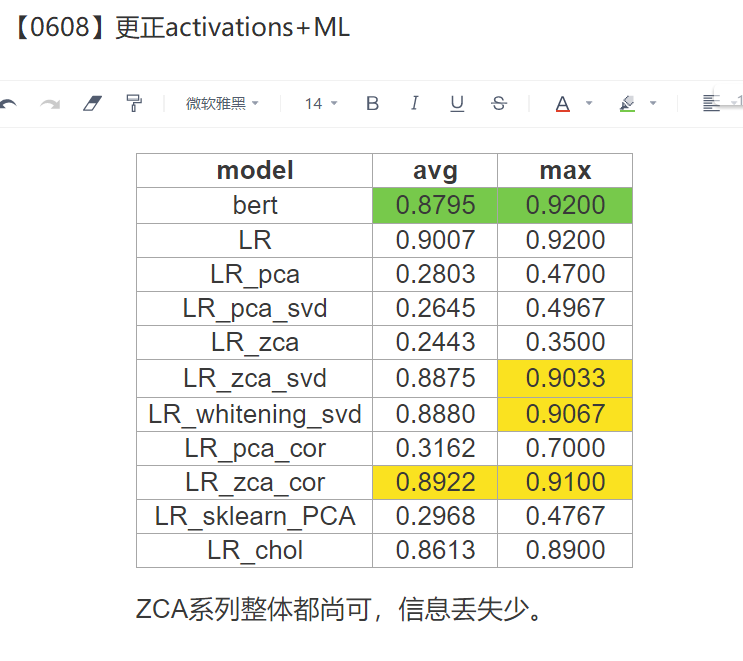 【0608】更正activations+ML
微软雅黑 14 B I U S A
model avg max
bert 0.8795 0.9200
LR 0.9007 0.9200
LR_pca 0.2803 0.4700
LR_pca_svd 0.2645 0.4967
LR_zca 0.2443 0.3500
LR_zca_svd 0.8875 0.9033
LR_whitening_svd 0.8880 0.9067
LR_pca_cor 0.3162 0.7000
LR_zca_cor 0.8922 0.9100
LR_sklearn_PCA 0.2968 0.4767
LR_chol 0.8613 0.8900
ZCA系列整体都尚可，信息丢失少。